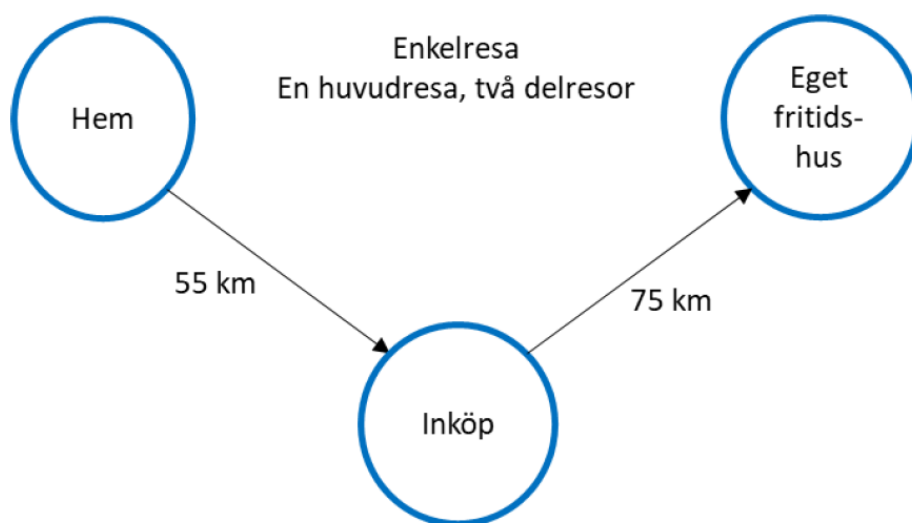 Enkelresa
En huvudresa, två delresor
Hem
Eget
fritids-
hus
55 km
75 km
Inköp